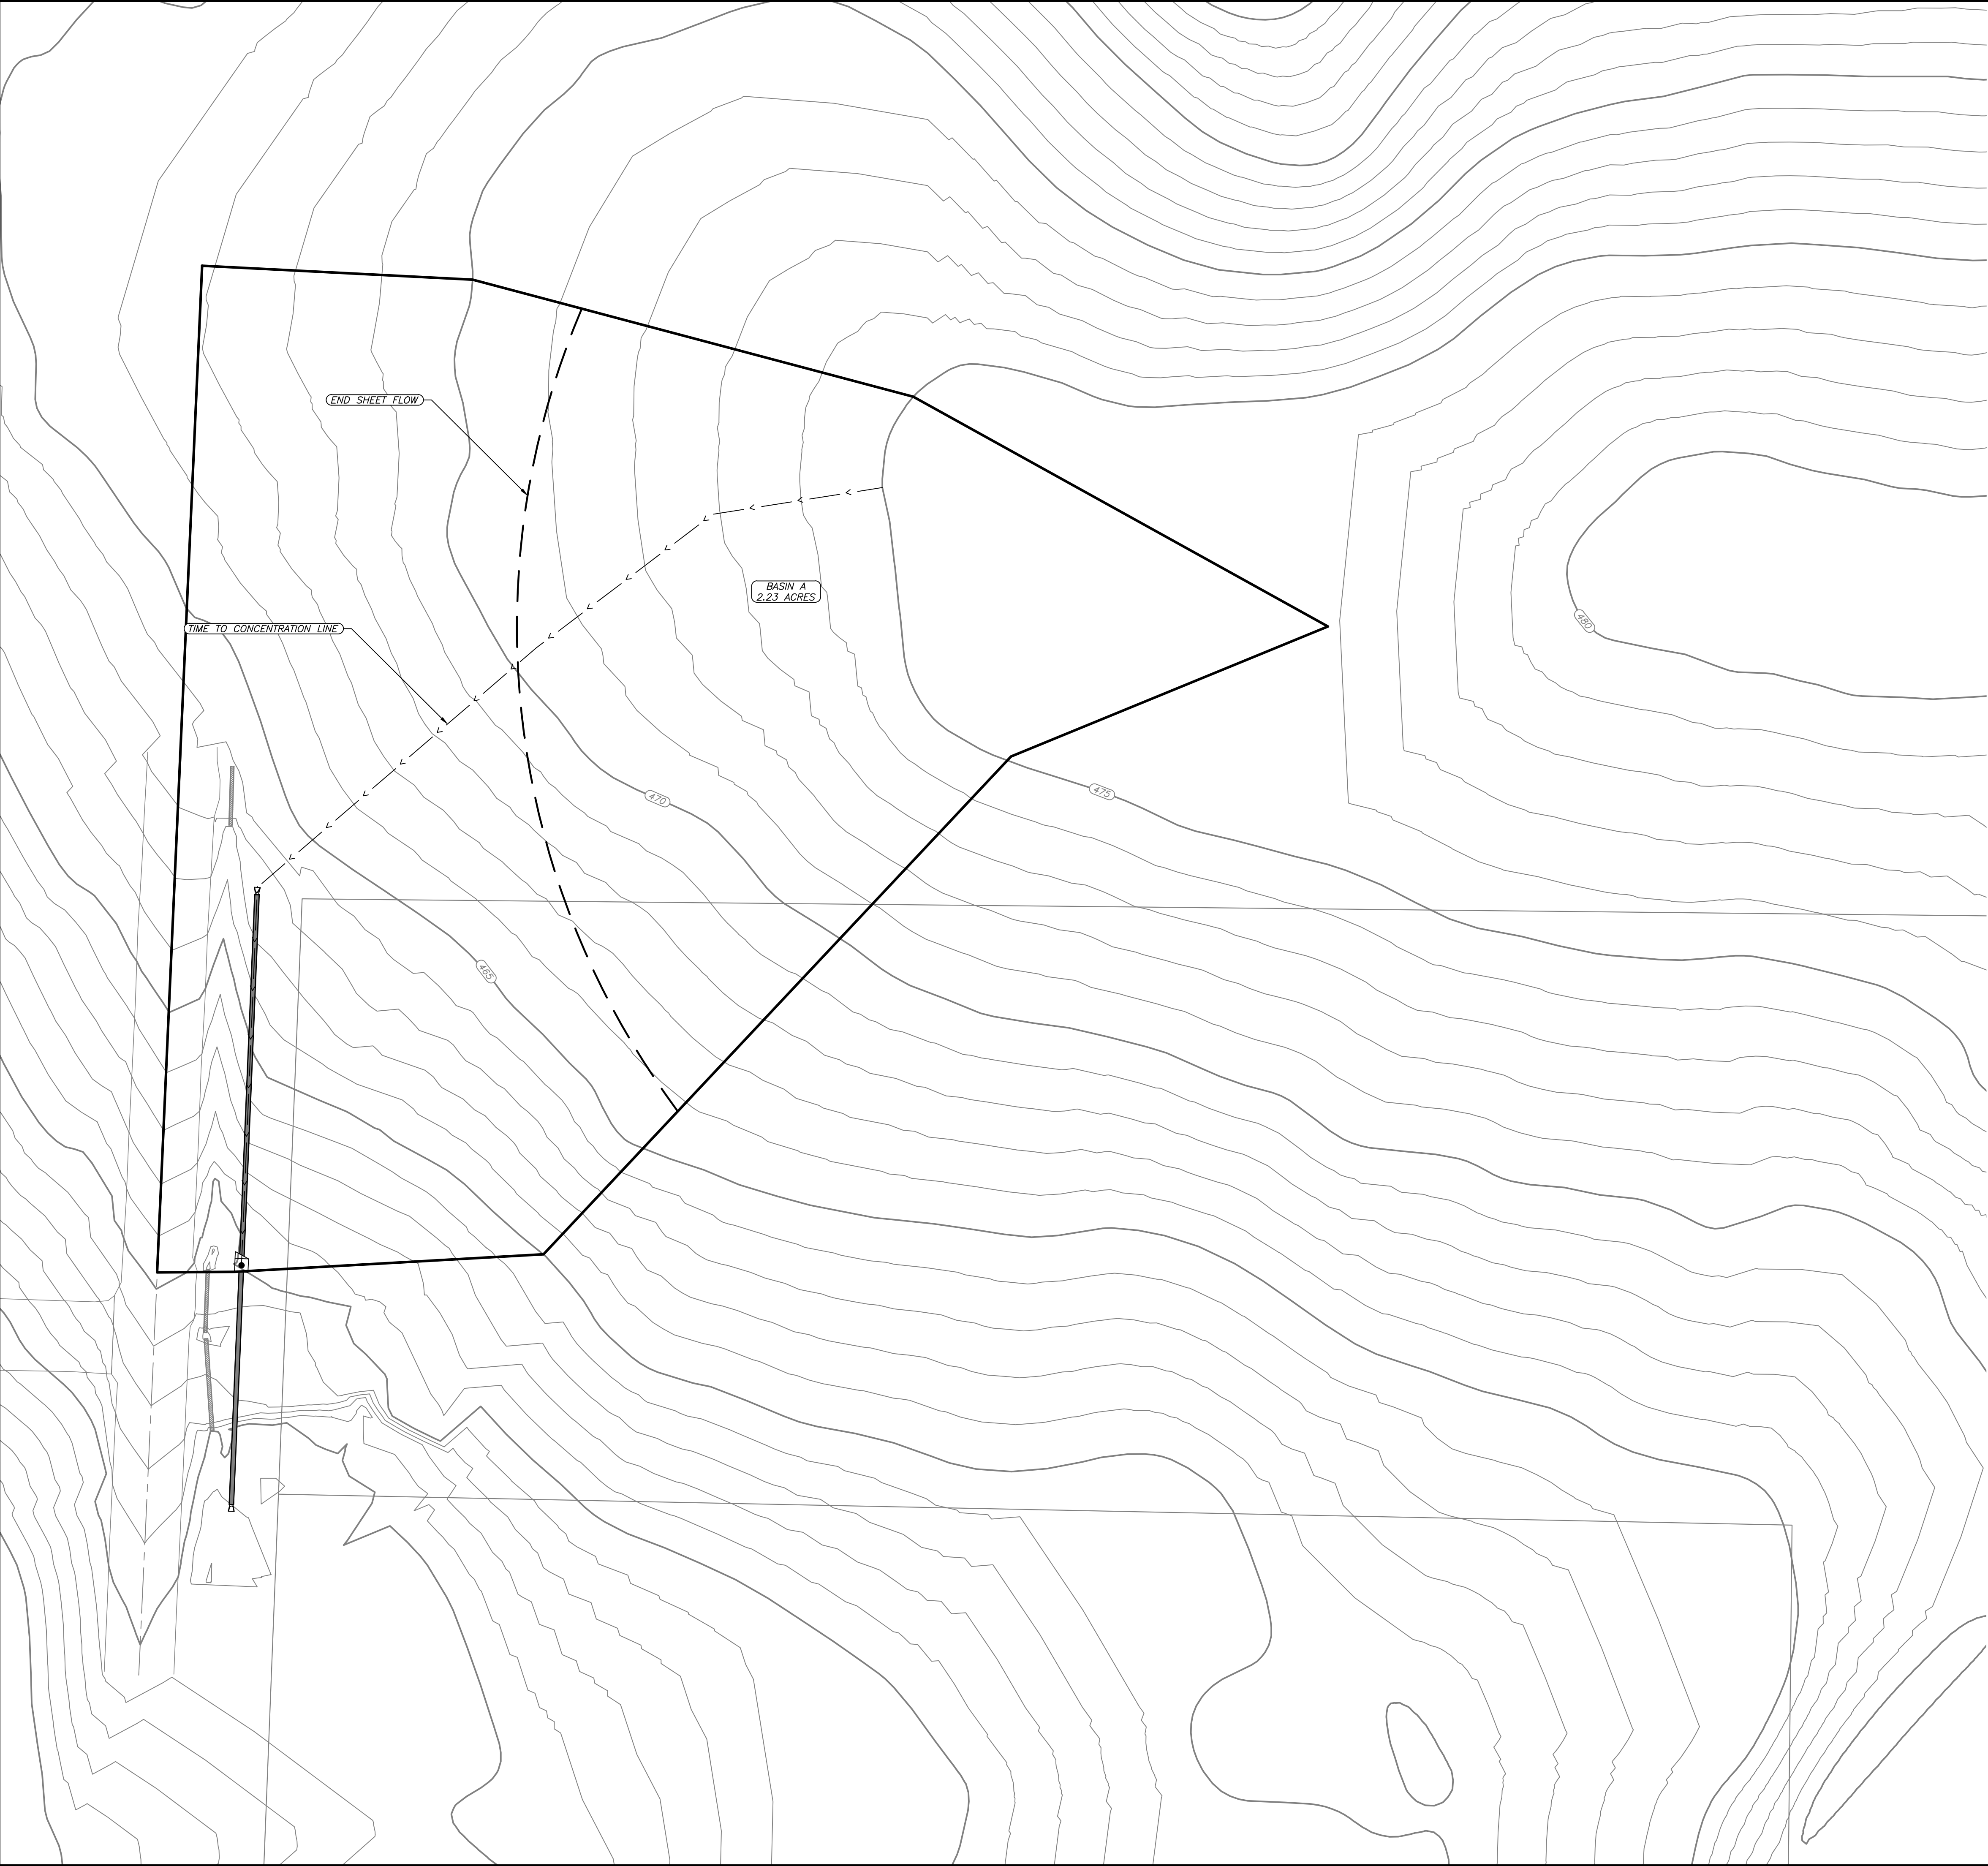 END SHEET FLOW
BASIN A
2.23 ACRES
480
TIME TO CONCENTRATION LINE
470
475
465